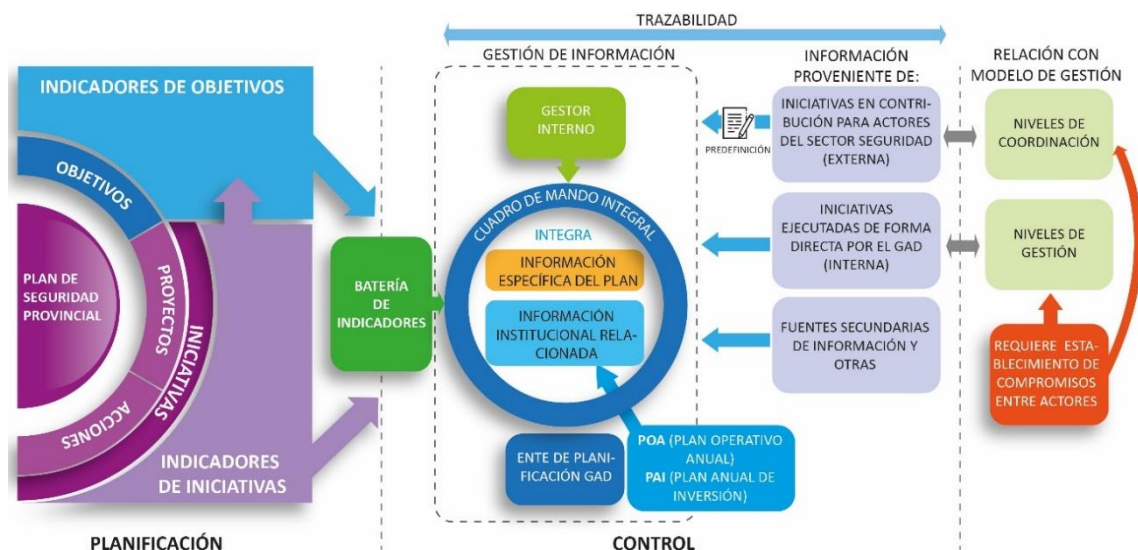 TRAZABILIDAD
INDICADORES DE OBJETIVOS
OBJETIVOS
PLAN DE
SEGURIDAD
PROVINCIAL
PROYECTOS
ACCIONES
INICIATIVAS
INDICADORES
DE INICIATIVAS
PLANIFICACIÓN
BATERÍA
DE
INDICADORES
GESTIÓN DE INFORMACIÓN
GESTOR
INTERNO
CUADRO DE MANDO INTEGRAL
INTEGRA
INFORMACIÓN
ESPECÍFICA DEL PLAN
INFORMACIÓN
INSTITUCIONAL RELA-
CIONADA
ENTE DE PLANI-
FICACIÓN GAD
POA (PLAN OPERATIVO
ANUAL)
PAI (PLAN ANUAL DE
INVERSIÓN)
CONTROL
INFORMACIÓN
PROVENIENTE DE:
PREDEFINICIÓN
INICIATIVAS EN CONTRI-
BUCIÓN PARA ACTORES
DEL SECTOR SEGURIDAD
(EXTERNA)
INICIATIVAS
EJECUTADAS DE FORMA
DIRECTA POR EL GAD
(INTERNA)
FUENTES SECUNDARIAS
DE INFORMACIÓN Y
OTRAS
RELACIÓN CON
MODELO DE GESTIÓN
NIVELES DE
COORDINACIÓN
NIVELES DE
GESTIÓN
REQUIERE ESTA-
BLECIMIENTO DE
COMPROMISOS
ENTRE ACTORES